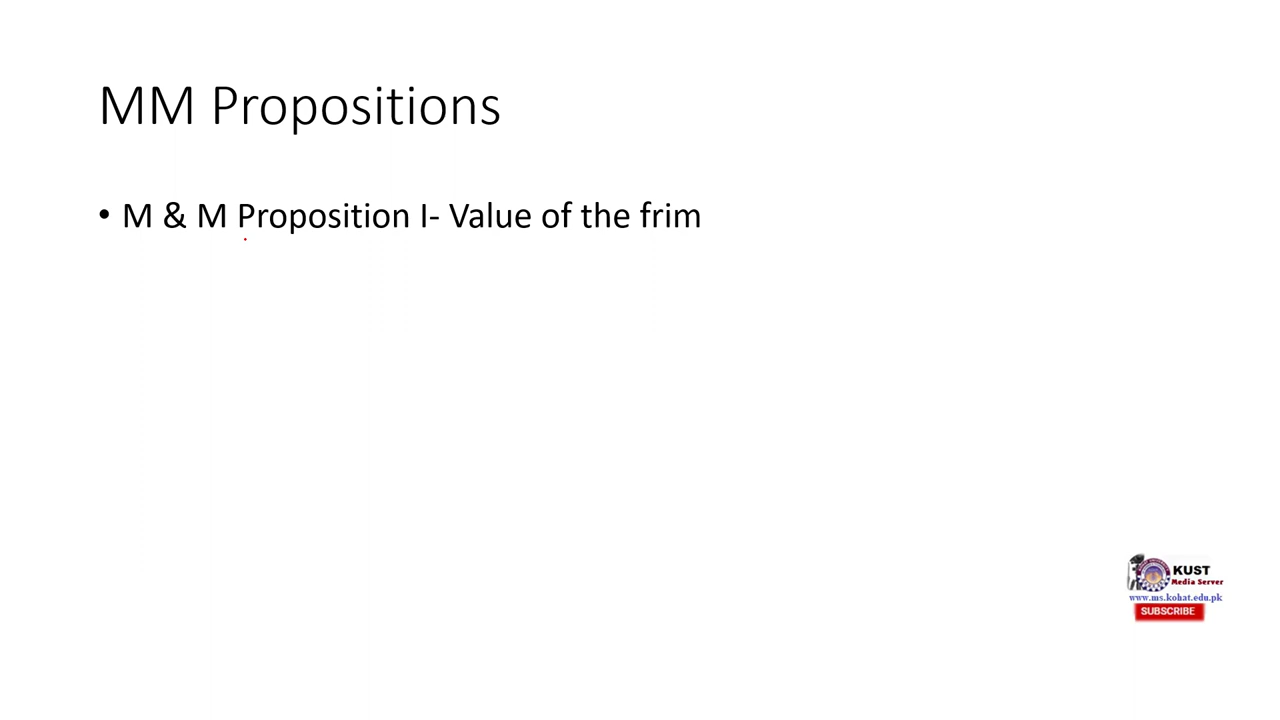 MM Propositions
• M & M Proposition I- Value of the frim
KUST
Media Server
www.ms.kohat.edu.pk
SUBSCRIBE